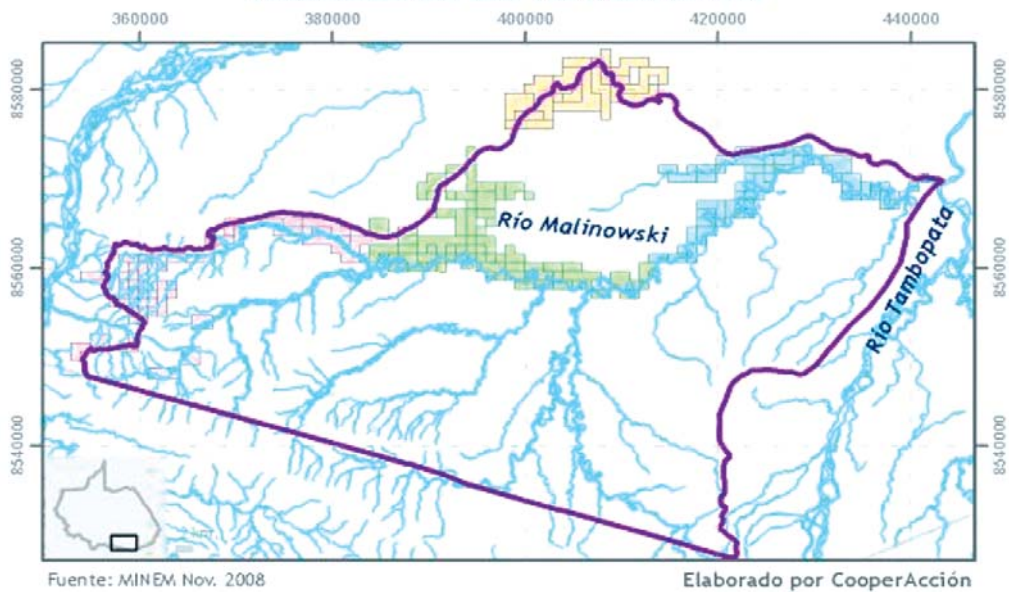 360000 380000 400000 420000 440000
8580000
8580000
Río Malinowski
8560000
8560000
Río Tambopata
8540000
8540000
Fuente: MINEM Nov. 2008
Elaborado por CooperAcción